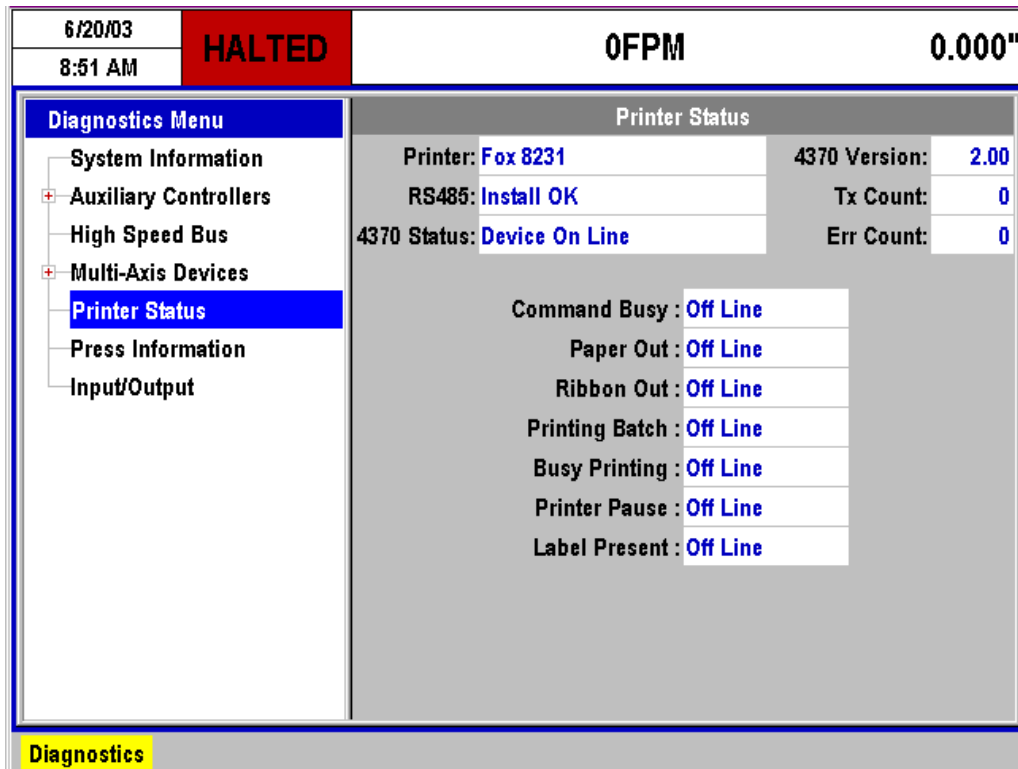 6/20/03
8:51 AM
HALTED
0FPM
0.000"
Diagnostics Menu
System Information
Auxiliary Controllers
High Speed Bus
Multi-Axis Devices
Printer Status
Press Information
Input/Output
Printer Status
Printer: Fox 8231 4370 Version: 2.00
RS485: Install OK Tx Count: 0
4370 Status: Device On Line Err Count: 0
Command Busy : Off Line
Paper Out : Off Line
Ribbon Out : Off Line
Printing Batch : Off Line
Busy Printing : Off Line
Printer Pause : Off Line
Label Present : Off Line
Diagnostics